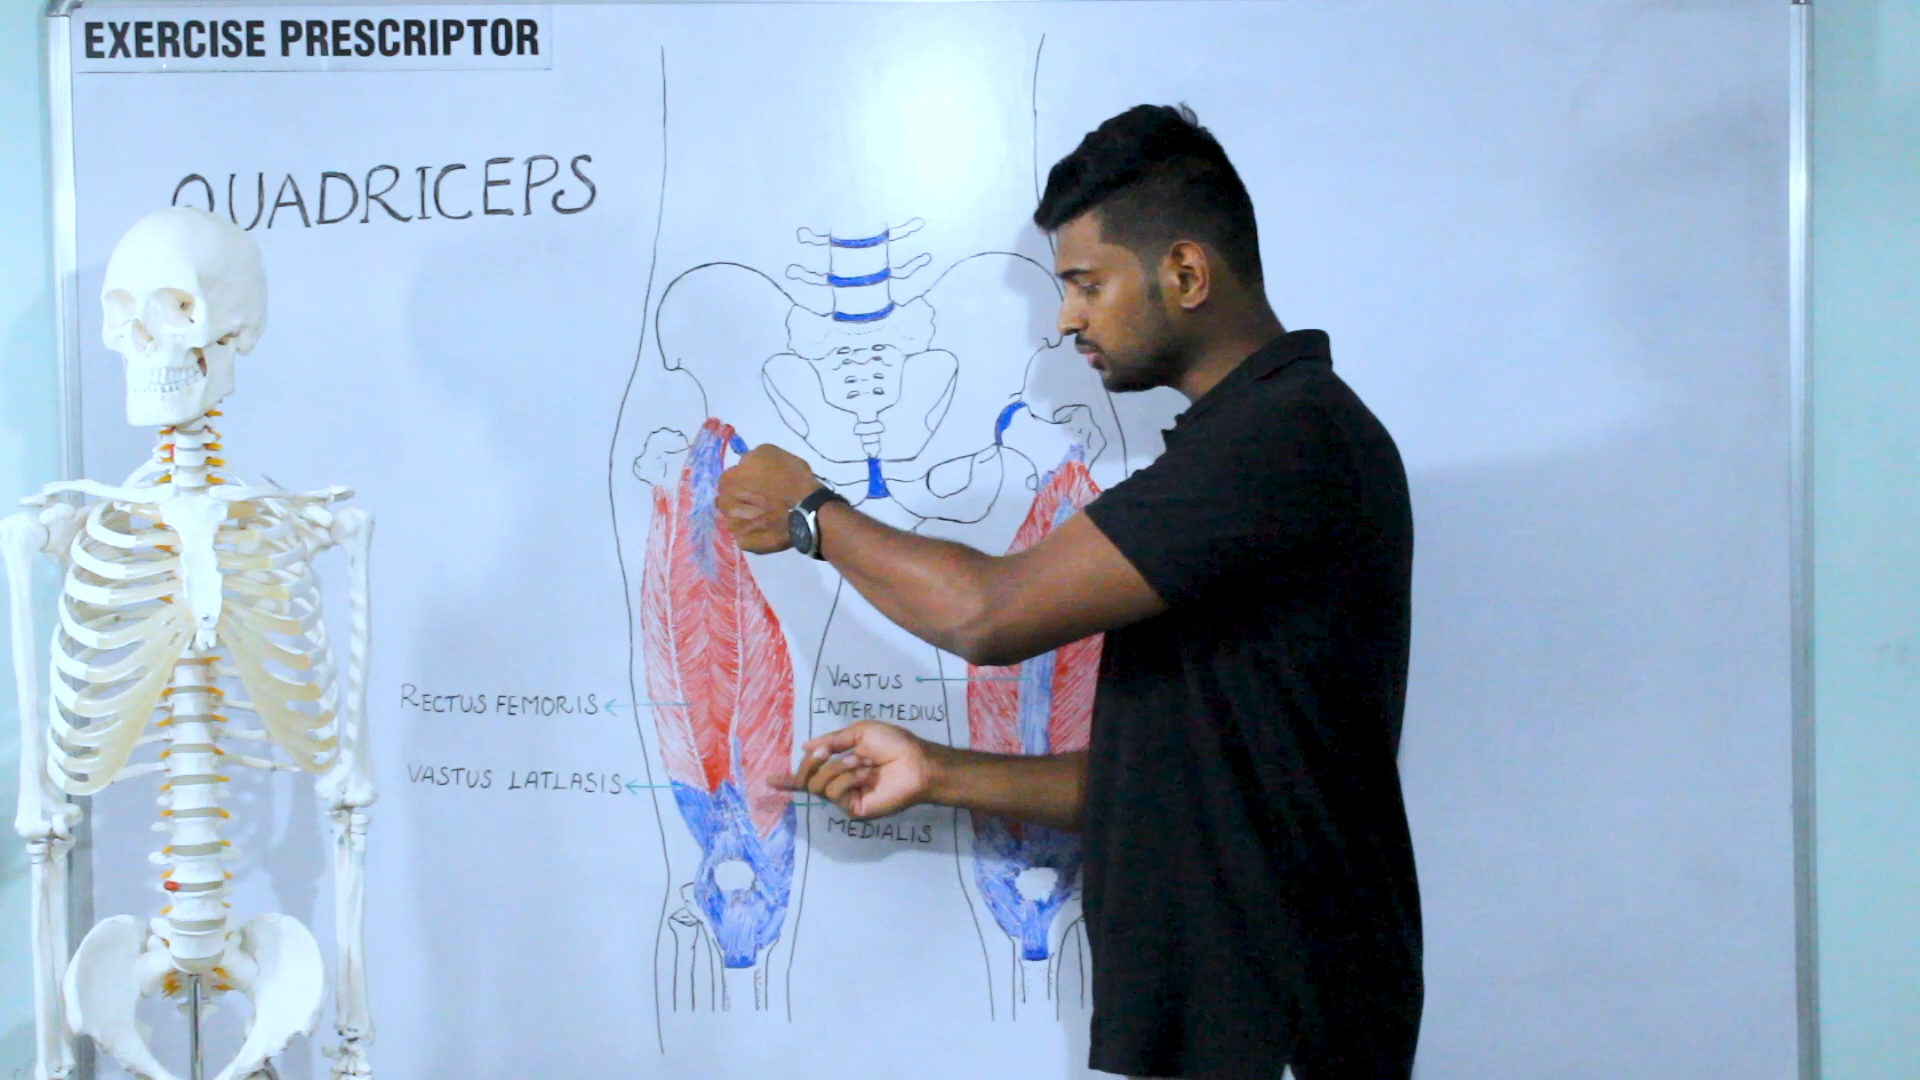 EXERCISE PRESCRIPTOR
QUADRICEPS
RECTUS FEMORIS
VASTUS LATLASIS
VASTUS
INTERMEDIUS
MEDIALIS